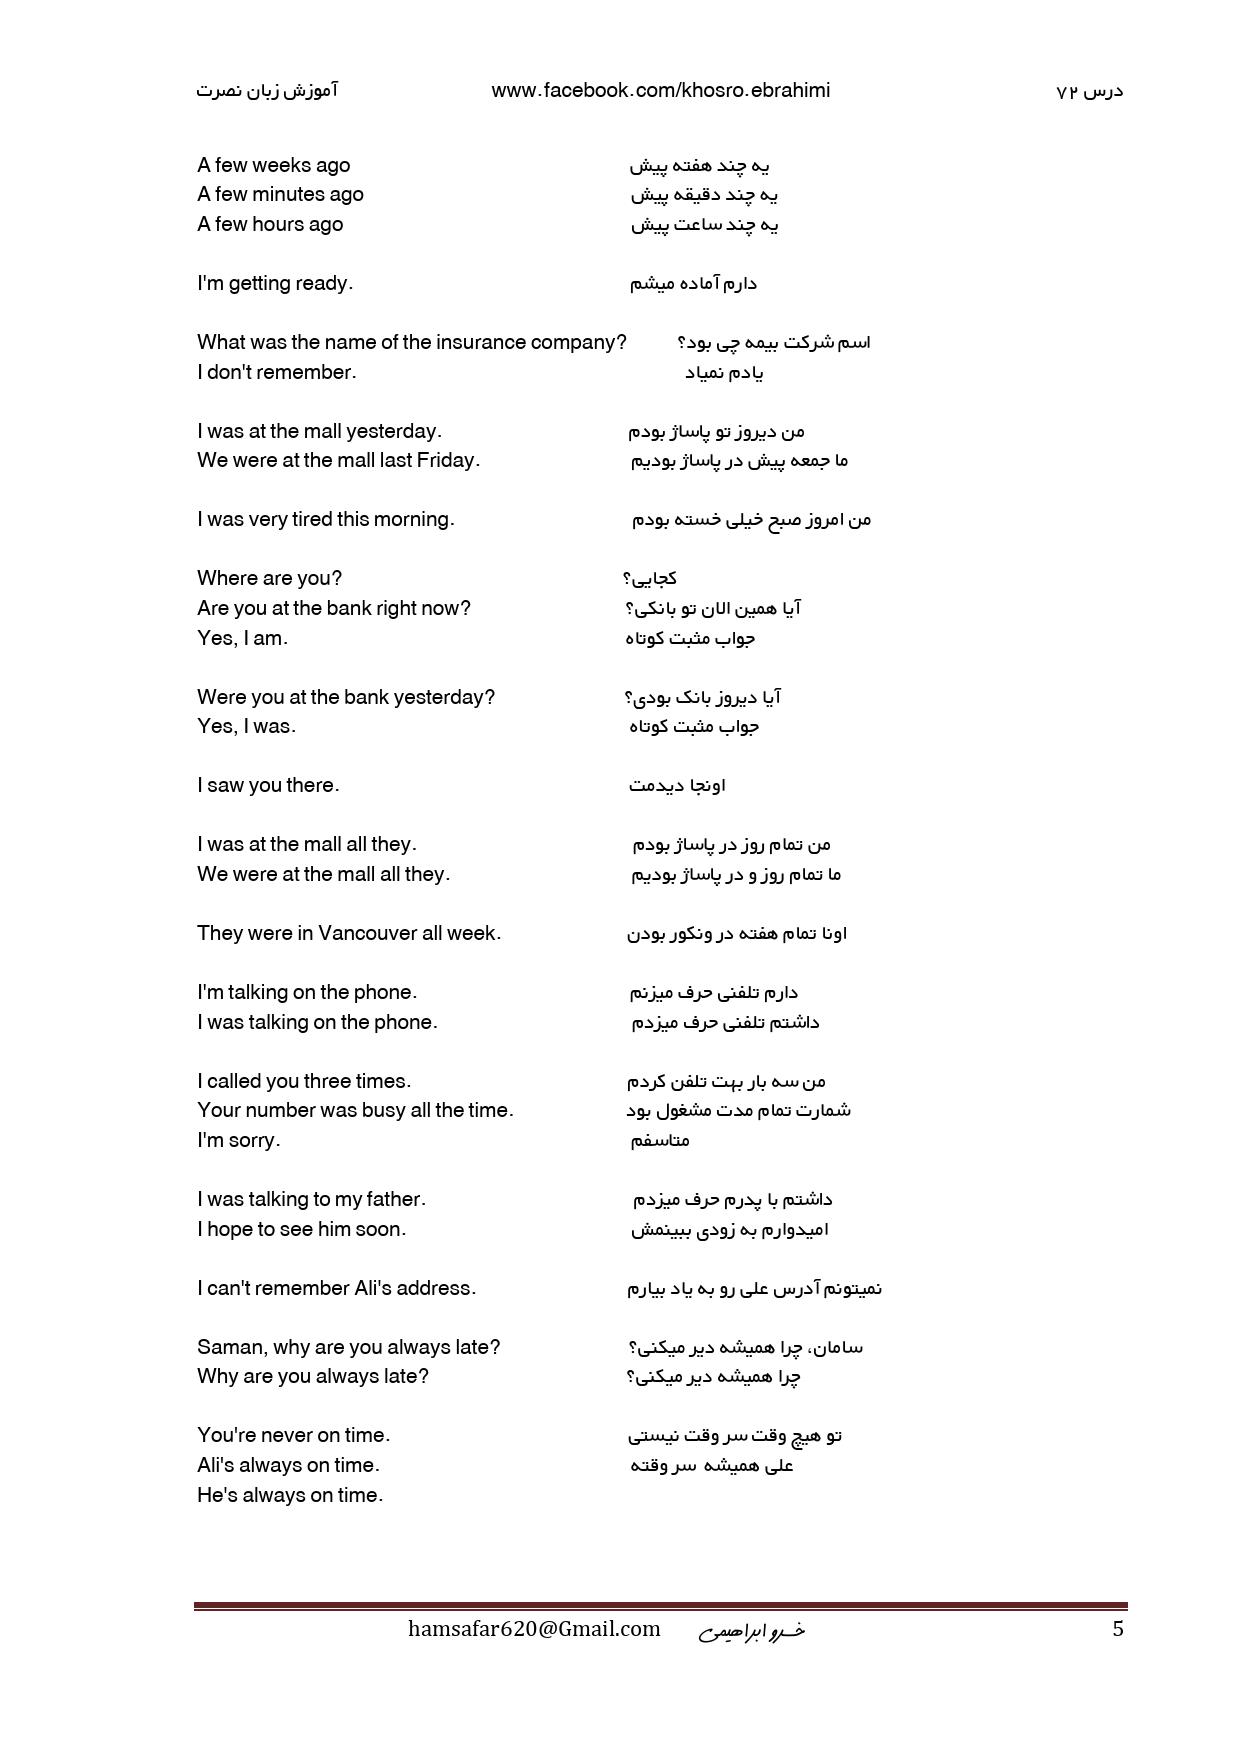 آموزش زبان نصرت www.facebook.com/khosro.ebrahimi درس ۷۲
A few weeks ago یه چند هفته پیش
A few minutes ago یه چند دقیقه پیش
A few hours ago یه چند ساعت پیش
I'm getting ready. دارم آماده میشم
What was the name of the insurance company? اسم شرکت بیمه چی بود؟
I don't remember. یادم نمیاد
I was at the mall yesterday. من دیروز تو پاساژ بودم
We were at the mall last Friday. ما جمعه پیش در پاساژ بودیم
I was very tired this morning. من امروز صبح خیلی خسته بودم
Where are you? کجایی؟
Are you at the bank right now? آیا همین الان تو بانکی؟
Yes, I am. جواب مثبت کوتاه
Were you at the bank yesterday? آیا دیروز بانک بودی؟
Yes, I was. جواب مثبت کوتاه
I saw you there. اونجا دیدمت
I was at the mall all they. من تمام روز در پاساژ بودم
We were at the mall all they. ما تمام روز و در پاساژ بودیم
They were in Vancouver all week. اونا تمام هفته در ونکور بودن
I'm talking on the phone. دارم تلفنی حرف میزنم
I was talking on the phone. داشتم تلفنی حرف میزدم
I called you three times. من سه بار بهت تلفن کردم
Your number was busy all the time. شمارت تمام مدت مشغول بود
I'm sorry. متاسفم
I was talking to my father. داشتم با پدرم حرف میزدم
I hope to see him soon. امیدوارم به زودی ببینمش
I can't remember Ali's address. نمیتونم آدرس علی رو به یاد بیارم
Saman, why are you always late? سامان، چرا همیشه دیر میکنی؟
Why are you always late? چرا همیشه دیر میکنی؟
You're never on time. تو هیچ وقت سر وقت نیستی
Ali's always on time. علی همیشه سر وقته
He's always on time.
hamsafar620@Gmail.com خسرو ابراهیمی 5